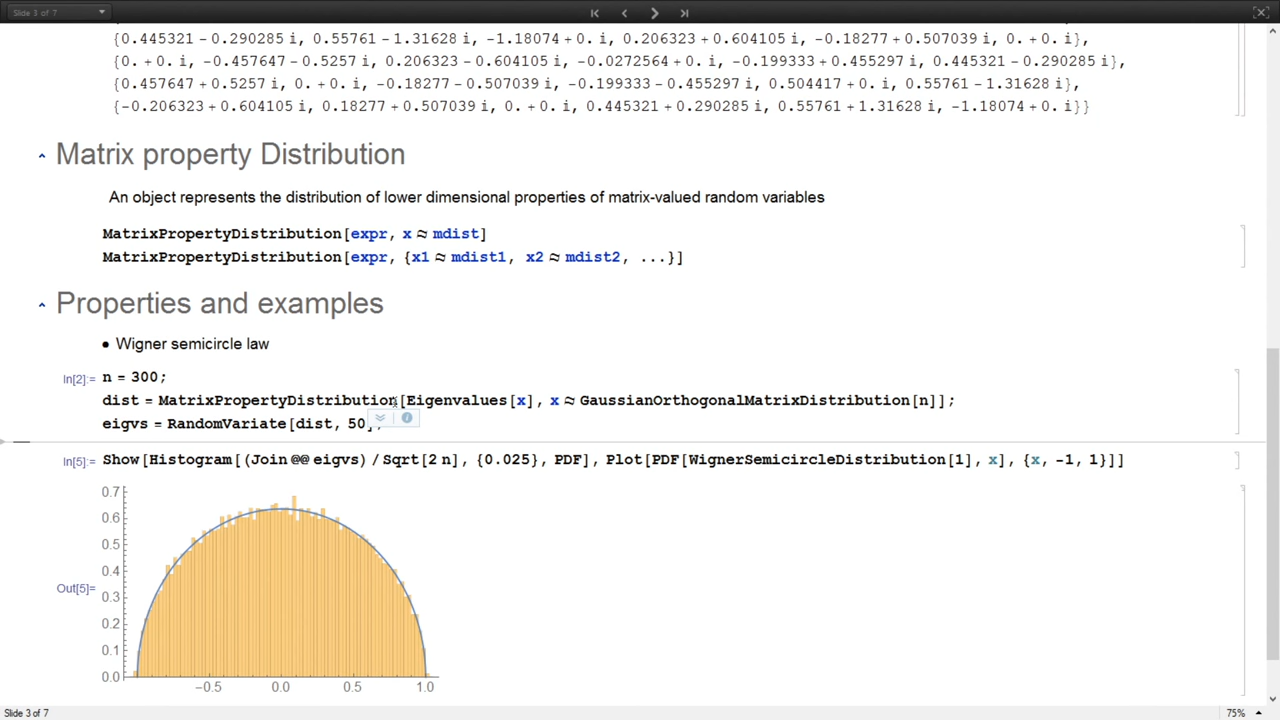 Slide 3 of 7
{0.445321 - 0.290285 i, 0.55761 - 1.31628 i, -1.18074 + 0. i, 0.206323 + 0.604105 i, -0.18277 + 0.507039 i, 0. + 0. i},
{0. + 0. i, -0.457647 - 0.5257 i, 0.206323 - 0.604105 i, -0.0272564 + 0. i, -0.199333 + 0.455297 i, 0.445321 - 0.290285 i},
{0.457647 + 0.5257 i, 0. + 0. i, -0.18277 - 0.507039 i, -0.199333 - 0.455297 i, 0.504417 + 0. i, 0.55761 - 1.31628 i},
{-0.206323 + 0.604105 i, 0.18277 + 0.507039 i, 0. + 0. i, 0.445321 + 0.290285 i, 0.55761 + 1.31628 i, -1.18074 + 0. i}}
Matrix property Distribution
An object represents the distribution of lower dimensional properties of matrix-valued random variables
MatrixPropertyDistribution[expr, x ≈ mdist]
MatrixPropertyDistribution[expr, {x1 ≈ mdist1, x2 ≈ mdist2, ...}]
Properties and examples
• Wigner semicircle law
In[2]:= n = 300;
dist = MatrixPropertyDistribution[Eigenvalues[x], x ≈ GaussianOrthogonalMatrixDistribution[n]];
eigvs = RandomVariate[dist, 50];
In[5]:= Show[Histogram[(Join @@ eigvs) / Sqrt[2 n], {0.025}, PDF], Plot[PDF[WignerSemicircleDistribution[1], x], {x, -1, 1}]]
0.7
0.6
0.5
0.4
Out[5]=
0.3
0.2
0.1
0.0
-0.5 0.0 0.5 1.0
Slide 3 of 7 75%